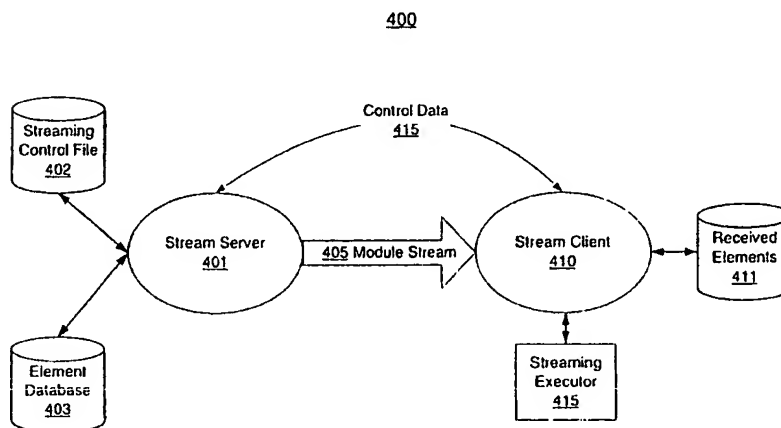 400
Control Data
415
Streaming
Control File
402
Stream Server
401
405 Module Stream
Stream Client
410
Received
Elements
411
Element
Database
403
Streaming
Executor
415